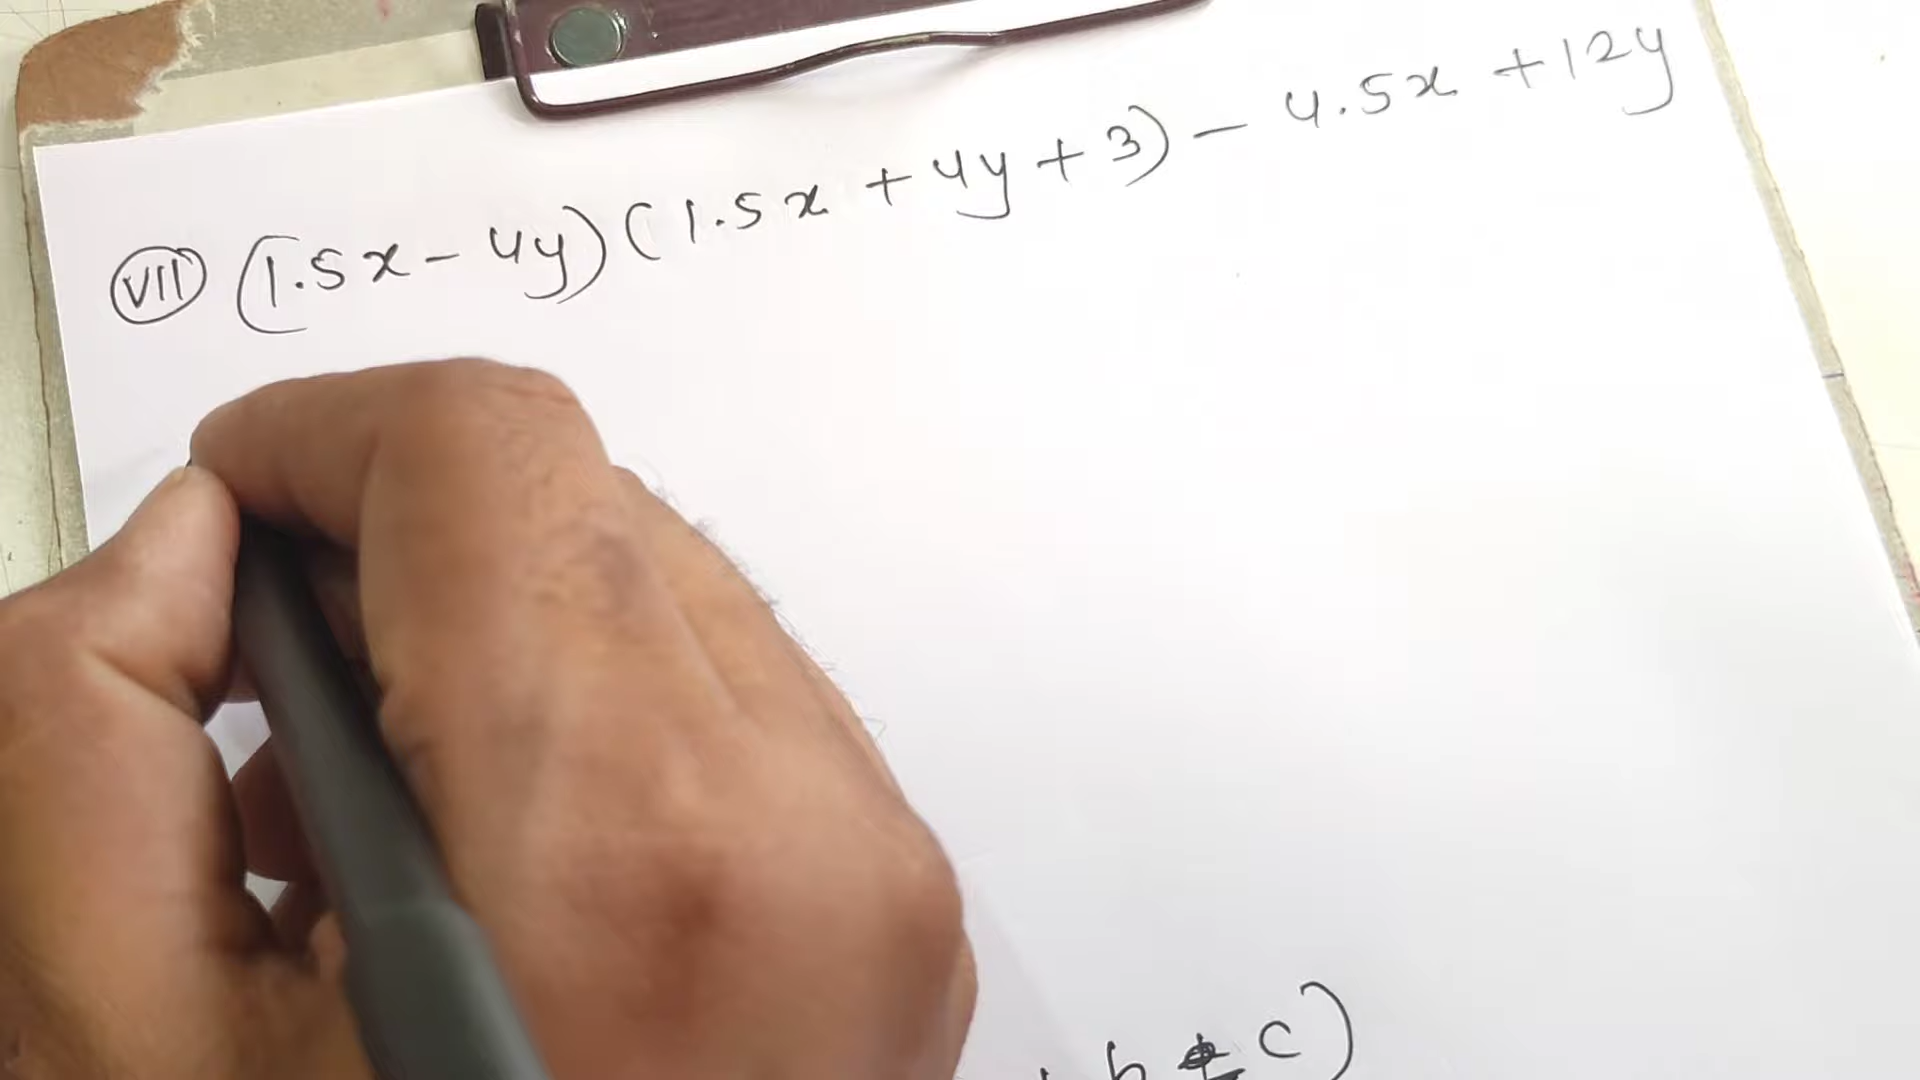 (VII) (1.5x - 4y) (1.5x + 4y + 3) - 4.5x + 12y
c)